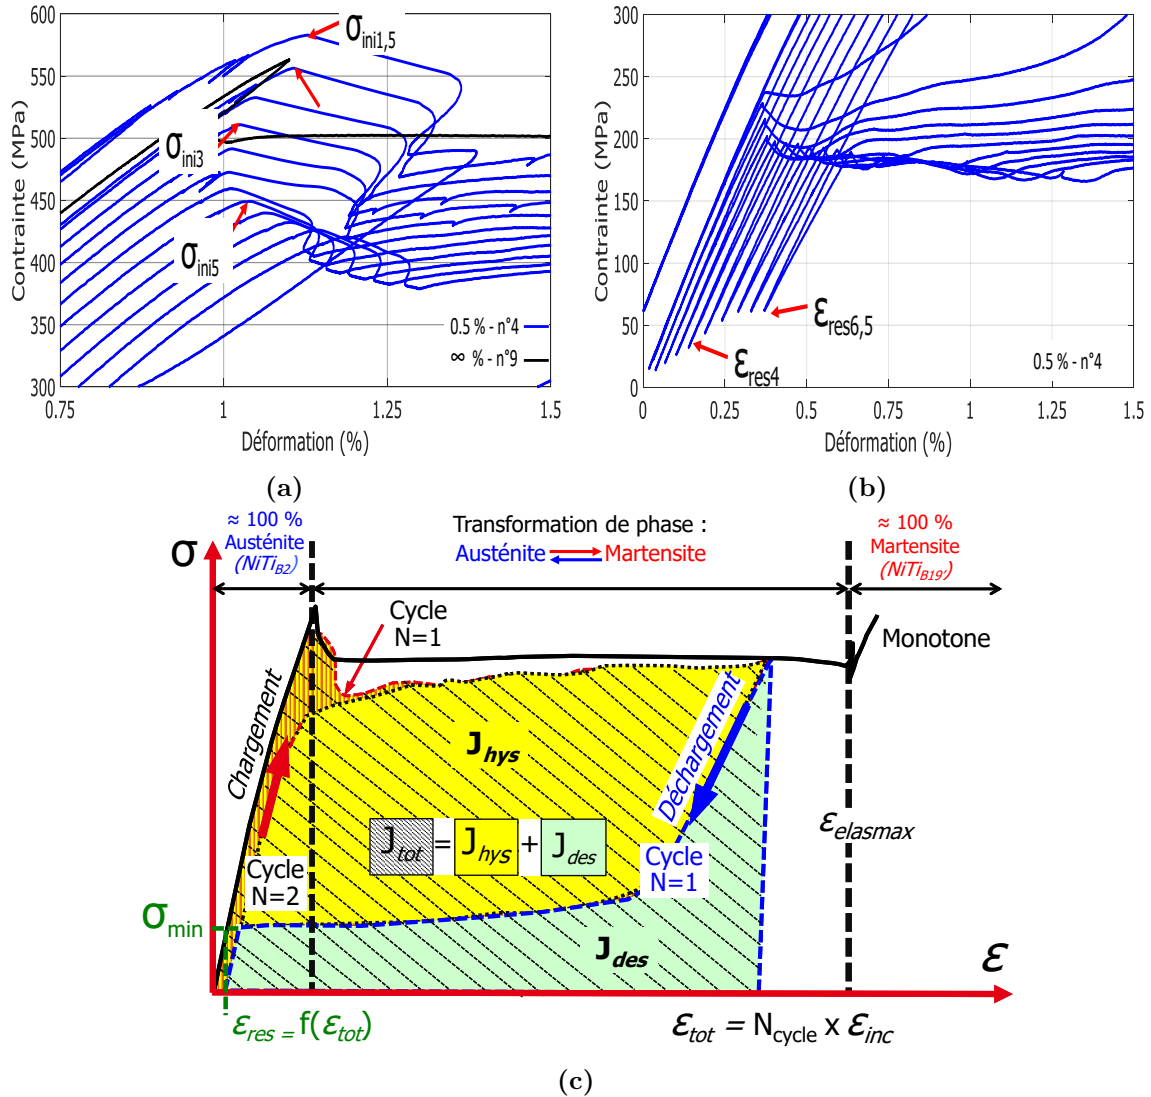 600
550
500
450
400
350
300
0.75
1
1.25
1.5
Contrainte (MPa)
Déformation (%)
σini1,5
σini3
σini5
0.5 % - n°4
∞ % - n°9
(a)
300
250
200
150
100
50
0
0
0.25
0.5
0.75
1
1.25
1.5
Contrainte (MPa)
Déformation (%)
εres6,5
εres4
0.5 % - n°4
(b)
≈ 100 %
Austénite
(NiTiB2)
Transformation de phase :
Austénite
Martensite
≈ 100 %
Martensite
(NiTiB19')
σ
Cycle
N=1
Monotone
Chargement
Jhys
Déchargement
εelasmax
Jtot = Jhys + Jdes
Cycle
N=2
Cycle
N=1
σmin
Jdes
ε
εres = f(εtot)
εtot = Ncycle x εinc
(c)